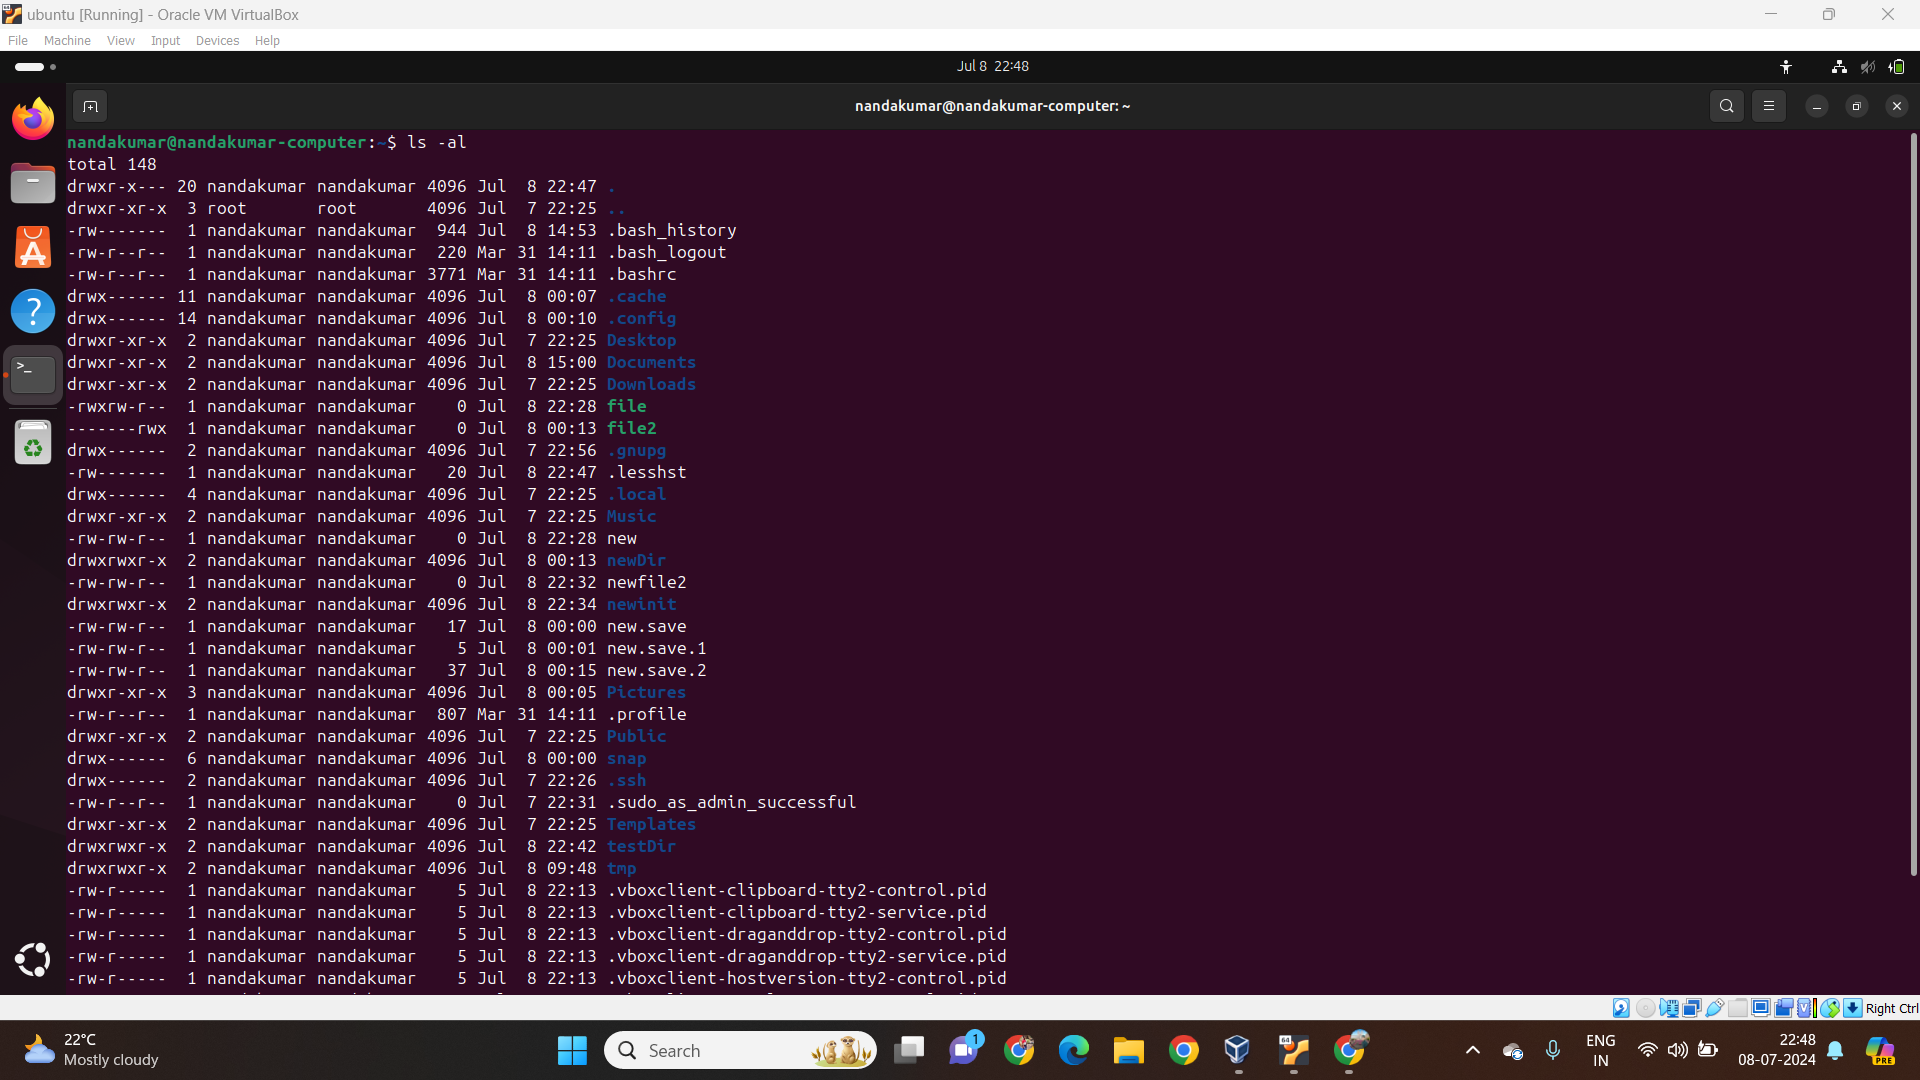 ubuntu [Running] - Oracle VM VirtualBox
File Machine View Input Devices Help
Jul 8 22:48
nandakumar@nandakumar-computer: ~
nandakumar@nandakumar-computer:~$ ls -al
total 148
drwxr-x--- 20 nandakumar nandakumar 4096 Jul  8 22:47 .
drwxr-xr-x  3 root       root       4096 Jul  7 22:25 ..
-rw-------  1 nandakumar nandakumar  944 Jul  8 14:53 .bash_history
-rw-r--r--  1 nandakumar nandakumar  220 Mar 31 14:11 .bash_logout
-rw-r--r--  1 nandakumar nandakumar 3771 Mar 31 14:11 .bashrc
drwx------ 11 nandakumar nandakumar 4096 Jul  8 00:07 .cache
drwx------ 14 nandakumar nandakumar 4096 Jul  8 00:10 .config
drwxr-xr-x  2 nandakumar nandakumar 4096 Jul  7 22:25 Desktop
drwxr-xr-x  2 nandakumar nandakumar 4096 Jul  8 15:00 Documents
drwxr-xr-x  2 nandakumar nandakumar 4096 Jul  7 22:25 Downloads
-rwxrw-r--  1 nandakumar nandakumar    0 Jul  8 22:28 file
-------rwx  1 nandakumar nandakumar    0 Jul  8 00:13 file2
drwx------  2 nandakumar nandakumar 4096 Jul  7 22:56 .gnupg
-rw-------  1 nandakumar nandakumar   20 Jul  8 22:47 .lesshst
drwx------  4 nandakumar nandakumar 4096 Jul  7 22:25 .local
drwxr-xr-x  2 nandakumar nandakumar 4096 Jul  7 22:25 Music
-rw-rw-r--  1 nandakumar nandakumar    0 Jul  8 22:28 new
drwxrwxr-x  2 nandakumar nandakumar 4096 Jul  8 00:13 newDir
-rw-rw-r--  1 nandakumar nandakumar    0 Jul  8 22:32 newfile2
drwxrwxr-x  2 nandakumar nandakumar 4096 Jul  8 22:34 newinit
-rw-rw-r--  1 nandakumar nandakumar   17 Jul  8 00:00 new.save
-rw-rw-r--  1 nandakumar nandakumar    5 Jul  8 00:01 new.save.1
-rw-rw-r--  1 nandakumar nandakumar   37 Jul  8 00:15 new.save.2
drwxr-xr-x  3 nandakumar nandakumar 4096 Jul  8 00:05 Pictures
-rw-r--r--  1 nandakumar nandakumar  807 Mar 31 14:11 .profile
drwxr-xr-x  2 nandakumar nandakumar 4096 Jul  7 22:25 Public
drwx------  6 nandakumar nandakumar 4096 Jul  8 00:00 snap
drwx------  2 nandakumar nandakumar 4096 Jul  7 22:26 .ssh
-rw-r--r--  1 nandakumar nandakumar    0 Jul  7 22:31 .sudo_as_admin_successful
drwxr-xr-x  2 nandakumar nandakumar 4096 Jul  7 22:25 Templates
drwxrwxr-x  2 nandakumar nandakumar 4096 Jul  8 22:42 testDir
drwxrwxr-x  2 nandakumar nandakumar 4096 Jul  8 09:48 tmp
-rw-r-----  1 nandakumar nandakumar    5 Jul  8 22:13 .vboxclient-clipboard-tty2-control.pid
-rw-r-----  1 nandakumar nandakumar    5 Jul  8 22:13 .vboxclient-clipboard-tty2-service.pid
-rw-r-----  1 nandakumar nandakumar    5 Jul  8 22:13 .vboxclient-draganddrop-tty2-control.pid
-rw-r-----  1 nandakumar nandakumar    5 Jul  8 22:13 .vboxclient-draganddrop-tty2-service.pid
-rw-r-----  1 nandakumar nandakumar    5 Jul  8 22:13 .vboxclient-hostversion-tty2-control.pid
Right Ctrl
22°C
Mostly cloudy
Search
1
64
ENG
IN
22:48
08-07-2024
PRE